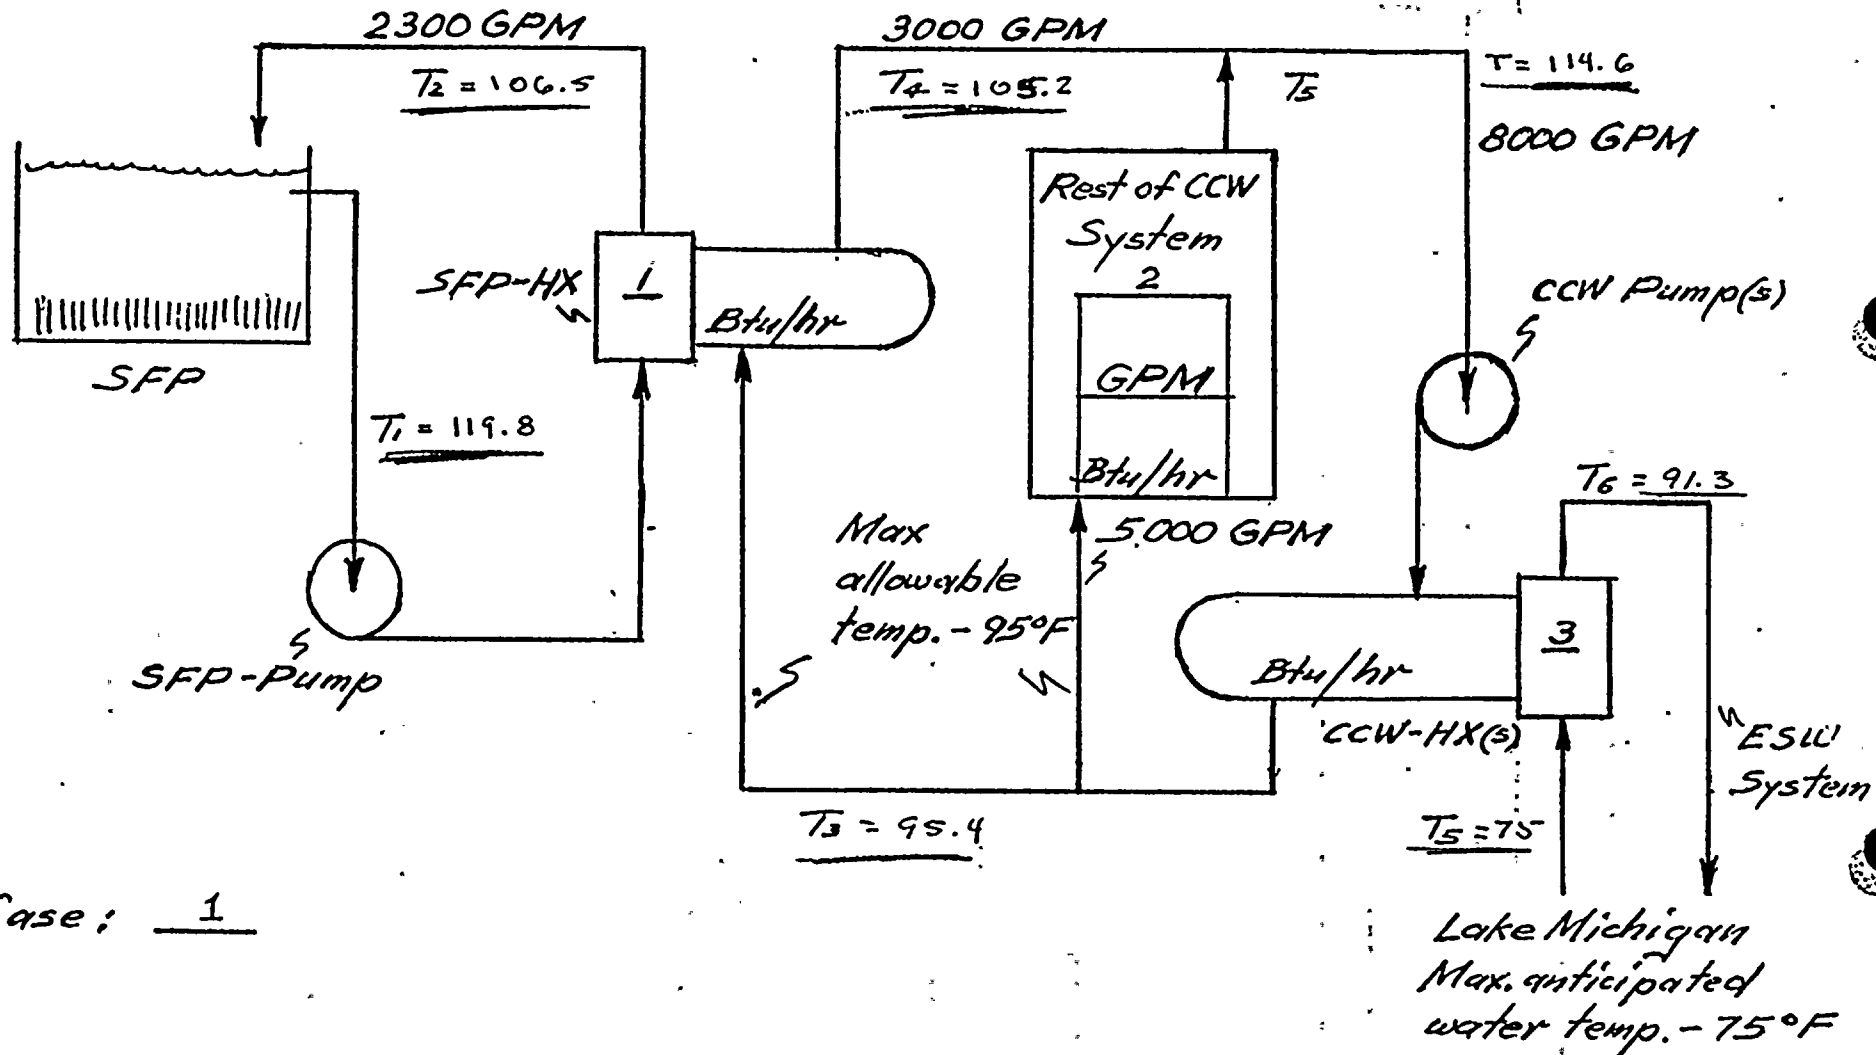 2300 GPM
T2 = 106.5
3000 GPM
T4 = 105.2
T5
T = 114.6
8000 GPM
Rest of CCW
System
2
GPM
Btu/hr
SFP-HX
1
Btu/hr
CCW Pump(s)
SFP
T1 = 119.8
Max
allowable
temp. - 95°F
5000 GPM
T6 = 91.3
SFP-Pump
3
Btu/hr
CCW-HX(s)
ESW
System
T3 = 95.4
T5 = 75
Case: 1
Lake Michigan
Max. anticipated
water temp. - 75°F